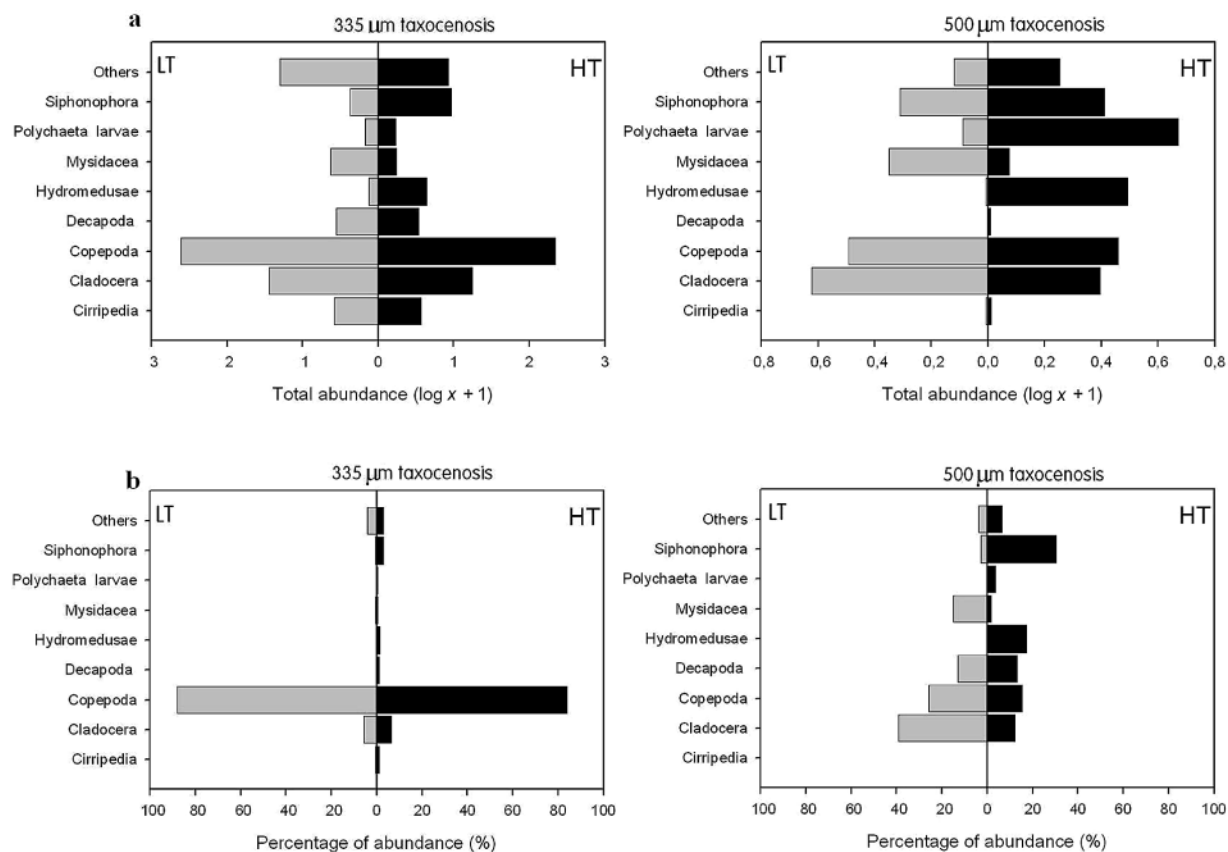 a
335 μm taxocenosis
LT
HT
Others
Siphonophora
Polychaeta larvae
Mysidacea
Hydromedusae
Decapoda
Copepoda
Cladocera
Cirripedia
3 2 1 0 1 2 3
Total abundance (log x + 1)
500 μm taxocenosis
LT
HT
Others
Siphonophora
Polychaeta larvae
Mysidacea
Hydromedusae
Decapoda
Copepoda
Cladocera
Cirripedia
0,8 0,6 0,4 0,2 0,0 0,2 0,4 0,6 0,8
Total abundance (log x + 1)
b
335 μm taxocenosis
LT
HT
Others
Siphonophora
Polychaeta larvae
Mysidacea
Hydromedusae
Decapoda
Copepoda
Cladocera
Cirripedia
100 80 60 40 20 0 20 40 60 80 100
Percentage of abundance (%)
500 μm taxocenosis
LT
HT
Others
Siphonophora
Polychaeta larvae
Mysidacea
Hydromedusae
Decapoda
Copepoda
Cladocera
Cirripedia
100 80 60 40 20 0 20 40 60 80 100
Percentage of abundance (%)